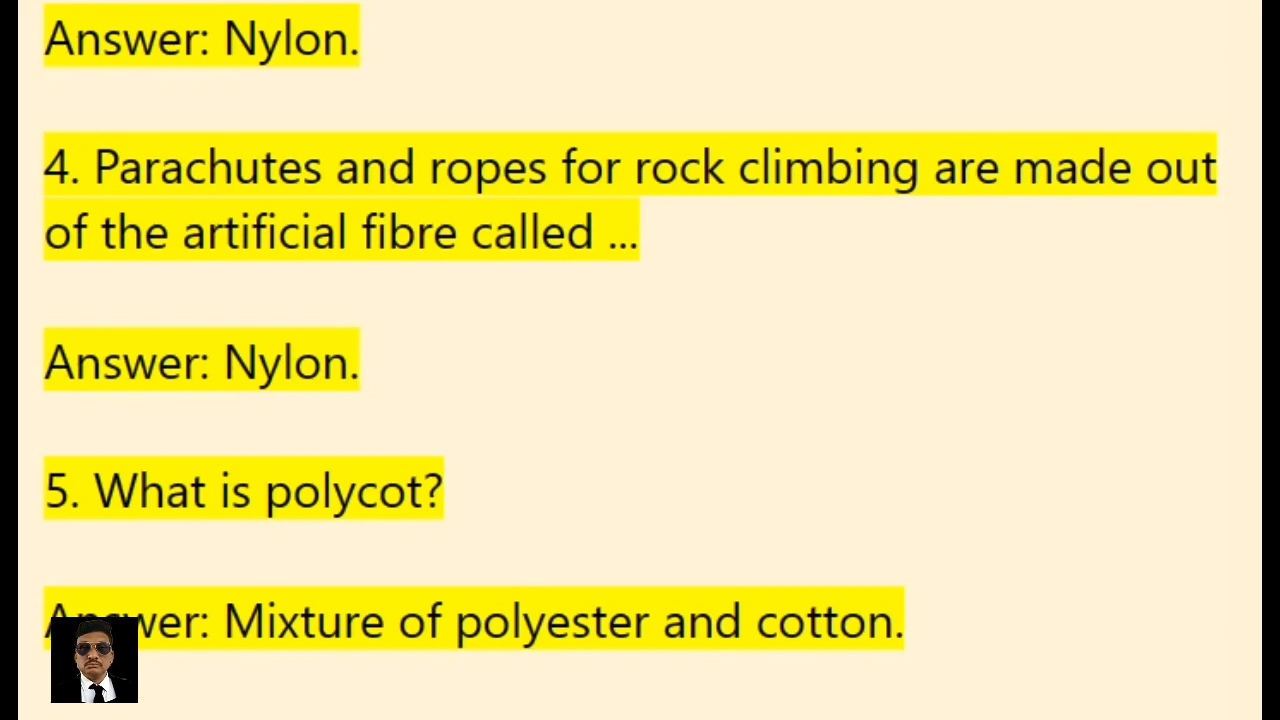 Answer: Nylon.
4. Parachutes and ropes for rock climbing are made out
of the artificial fibre called ...
Answer: Nylon.
5. What is polycot?
Answer: Mixture of polyester and cotton.